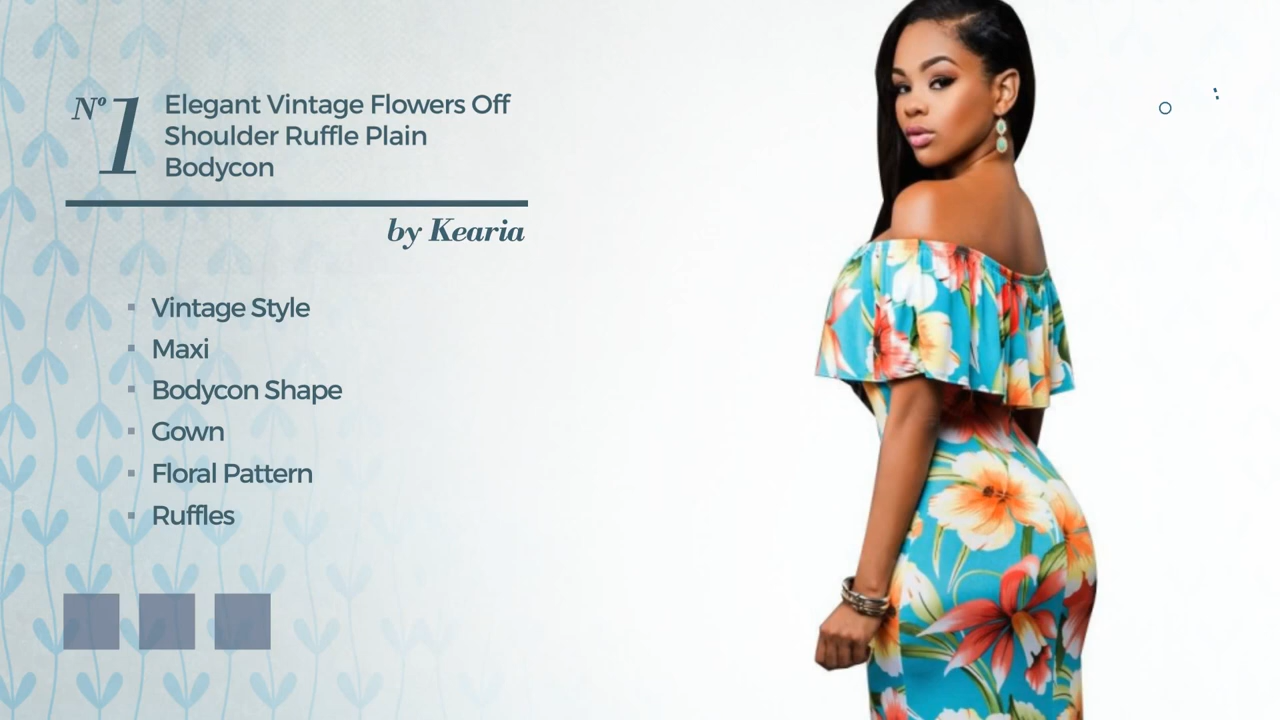 Nº1
Elegant Vintage Flowers Off
Shoulder Ruffle Plain
Bodycon
by Kearia
Vintage Style
Maxi
Bodycon Shape
Gown
Floral Pattern
Ruffles